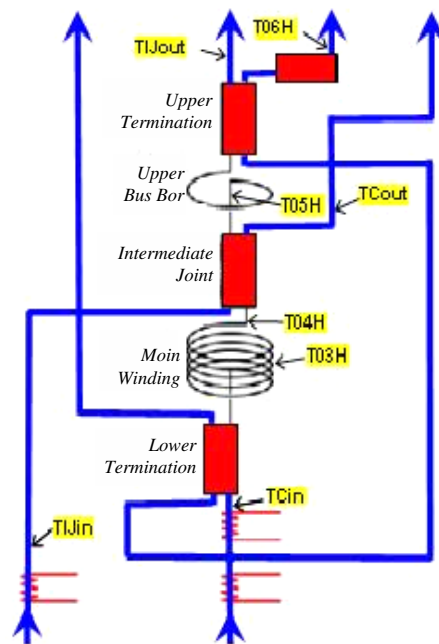 T06H
TIJout
Upper
Termination
Upper
Bus Bor
T05H
TCout
Intermediate
Joint
T04H
Moin
Winding
T03H
Lower
Termination
TCin
TIJin